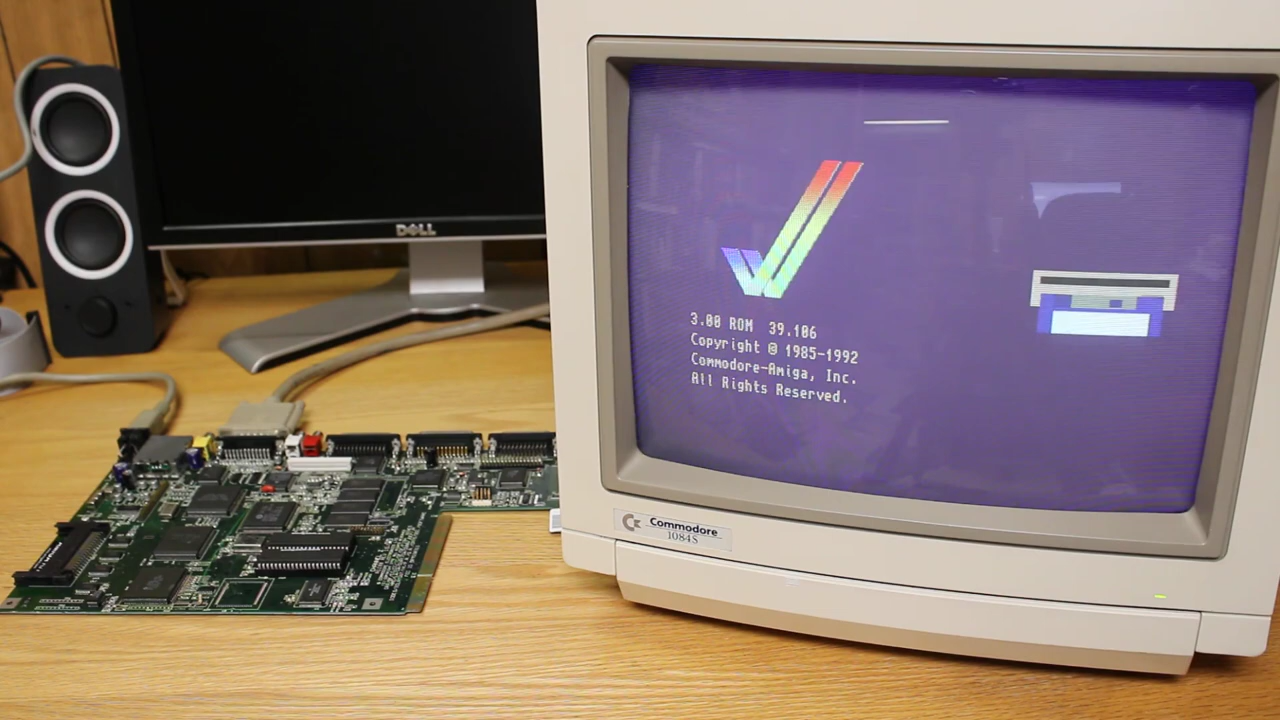 DELL
3.00 ROM 39.106
Copyright © 1985-1992
Commodore-Amiga, Inc.
All Rights Reserved.
Commodore
1084S